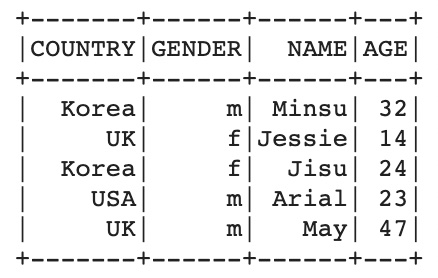 +-------+------+------+---+
|COUNTRY|GENDER|  NAME|AGE|
+-------+------+------+---+
|  Korea|     m| Minsu| 32|
|     UK|     f|Jessie| 14|
|  Korea|     f|  Jisu| 24|
|    USA|     m| Arial| 23|
|     UK|     m|   May| 47|
+-------+------+------+---+